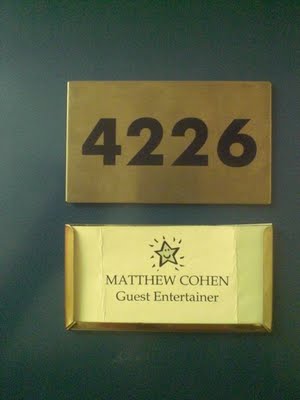 4226
MATTHEW COHEN
Guest Entertainer